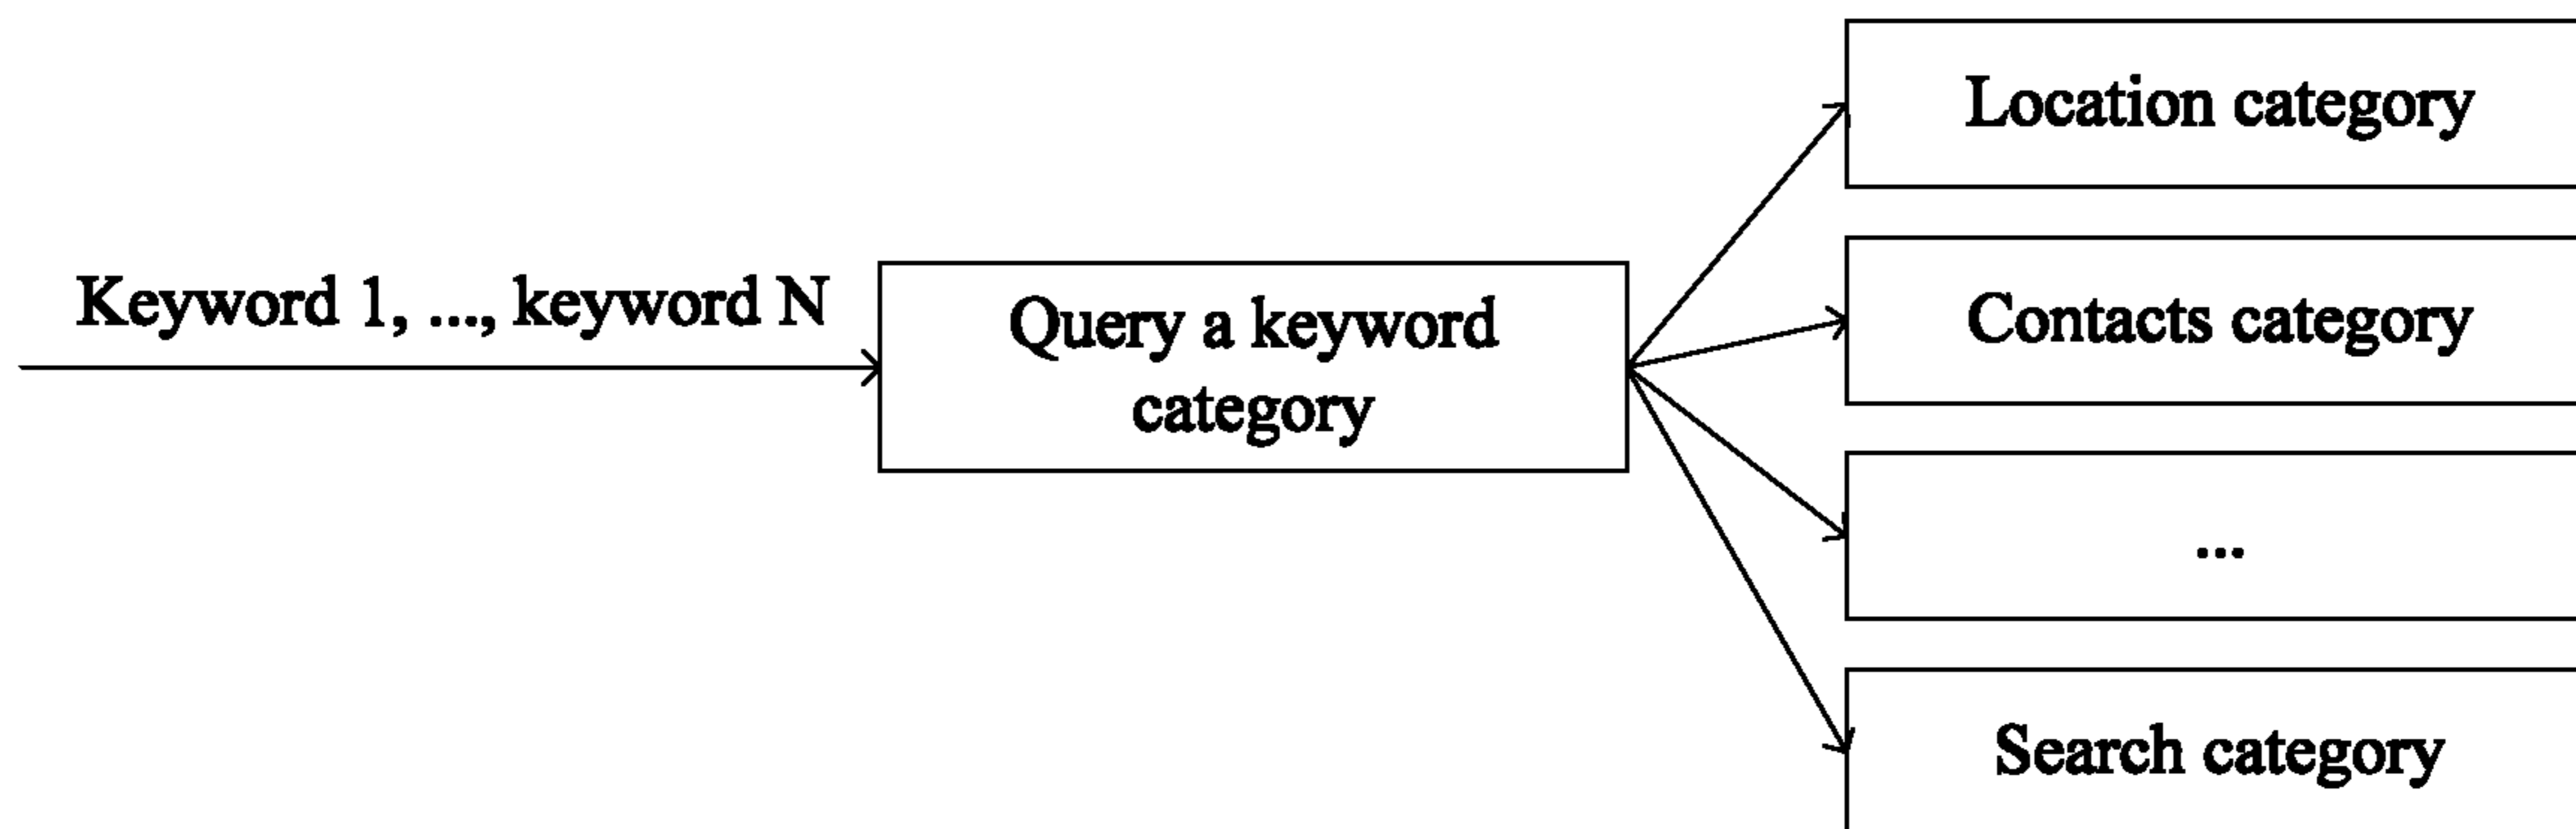 Keyword 1, ..., keyword N
Query a keyword
category
Location category
Contacts category
...
Search category